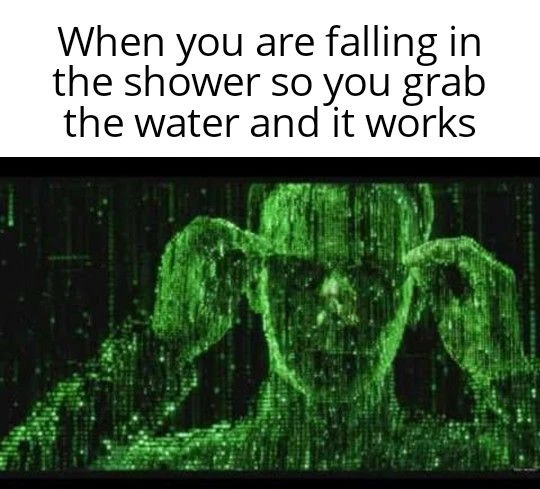 When you are falling in
the shower so you grab
the water and it works